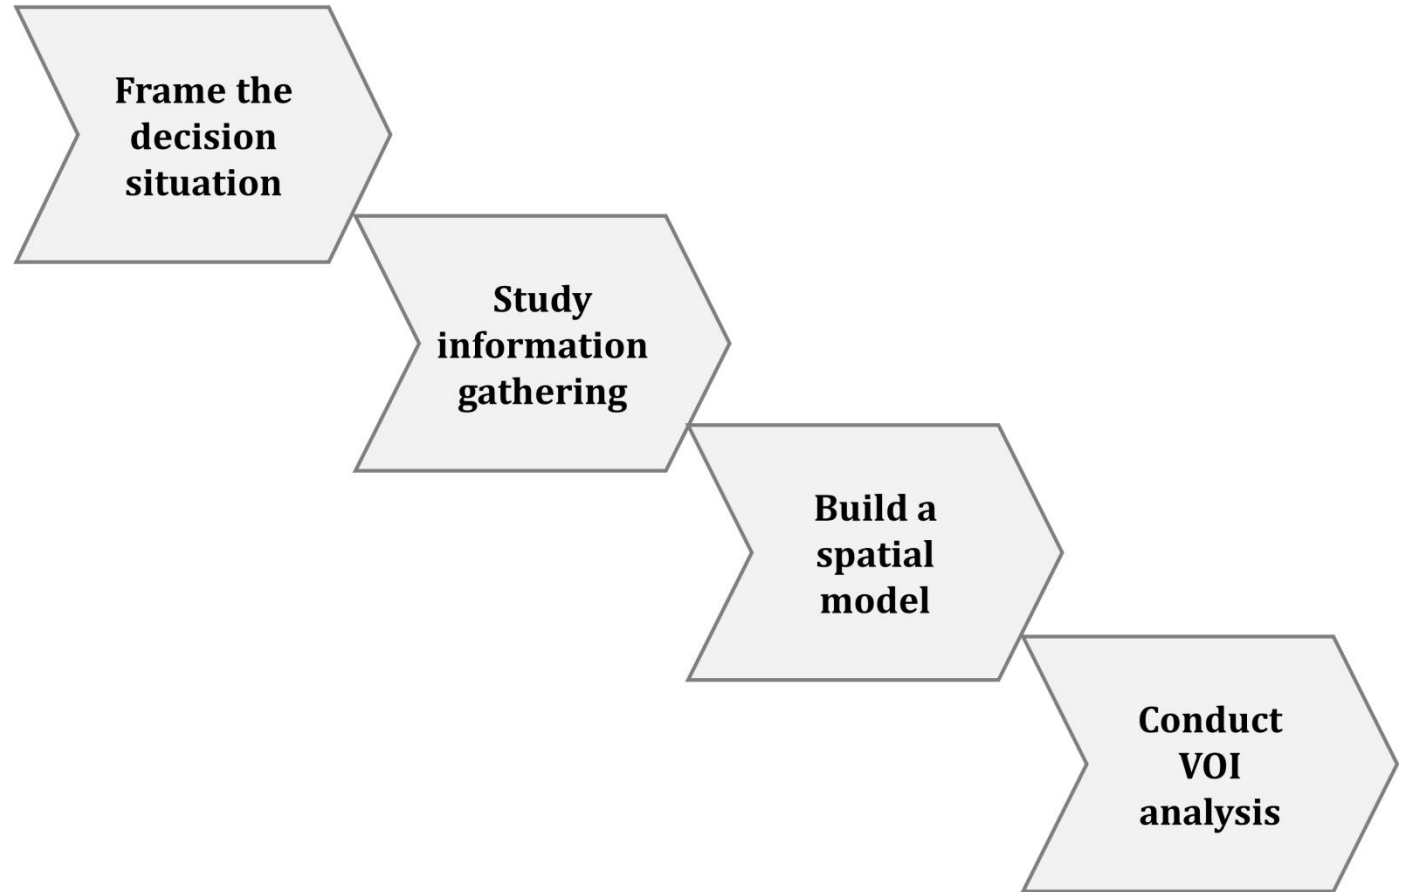 Frame the
decision
situation
Study
information
gathering
Build a
spatial
model
Conduct
VOI
analysis